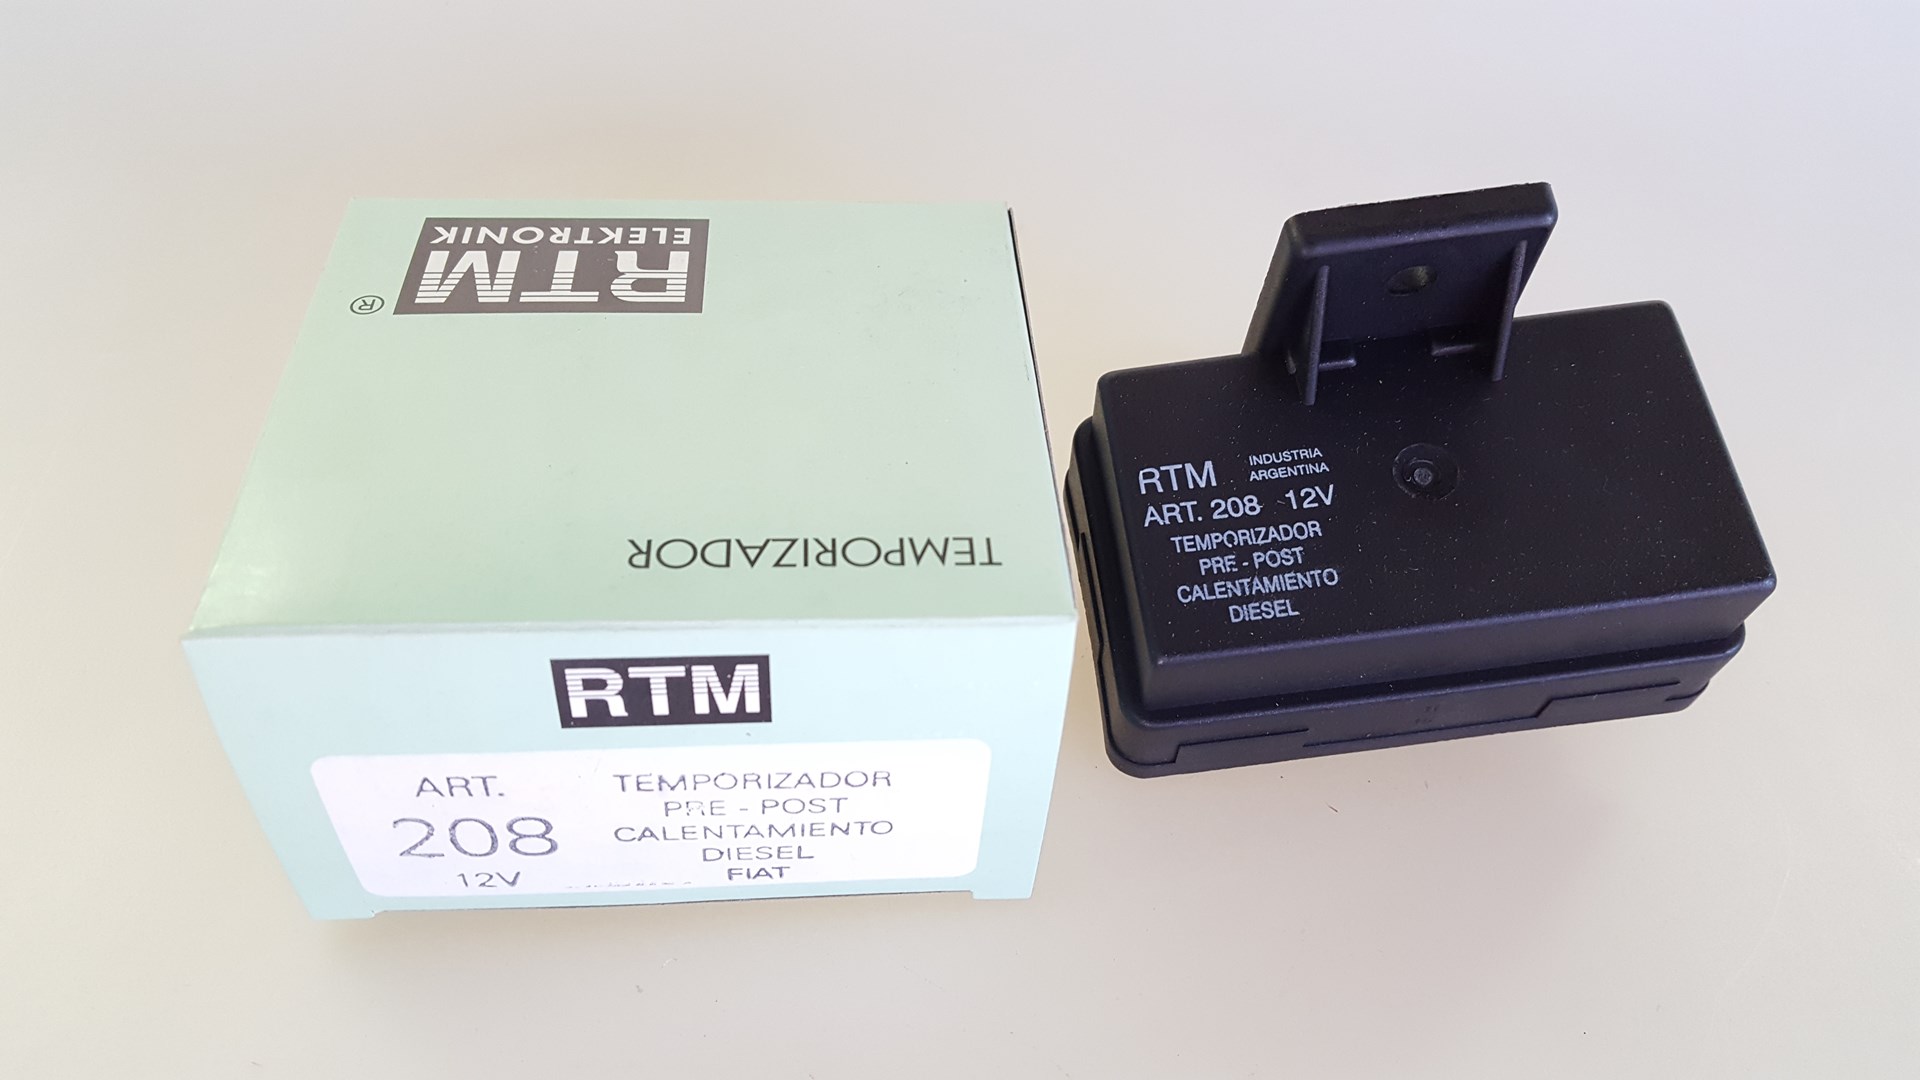 RTM
ELEKTRONIK
®
TEMPORIZADOR
RTM
ART.
208
12V
TEMPORIZADOR
PRE - POST
CALENTAMIENTO
DIESEL
FIAT
RTM INDUSTRIA
ARGENTINA
ART. 208 12V
TEMPORIZADOR
PRE - POST
CALENTAMIENTO
DIESEL